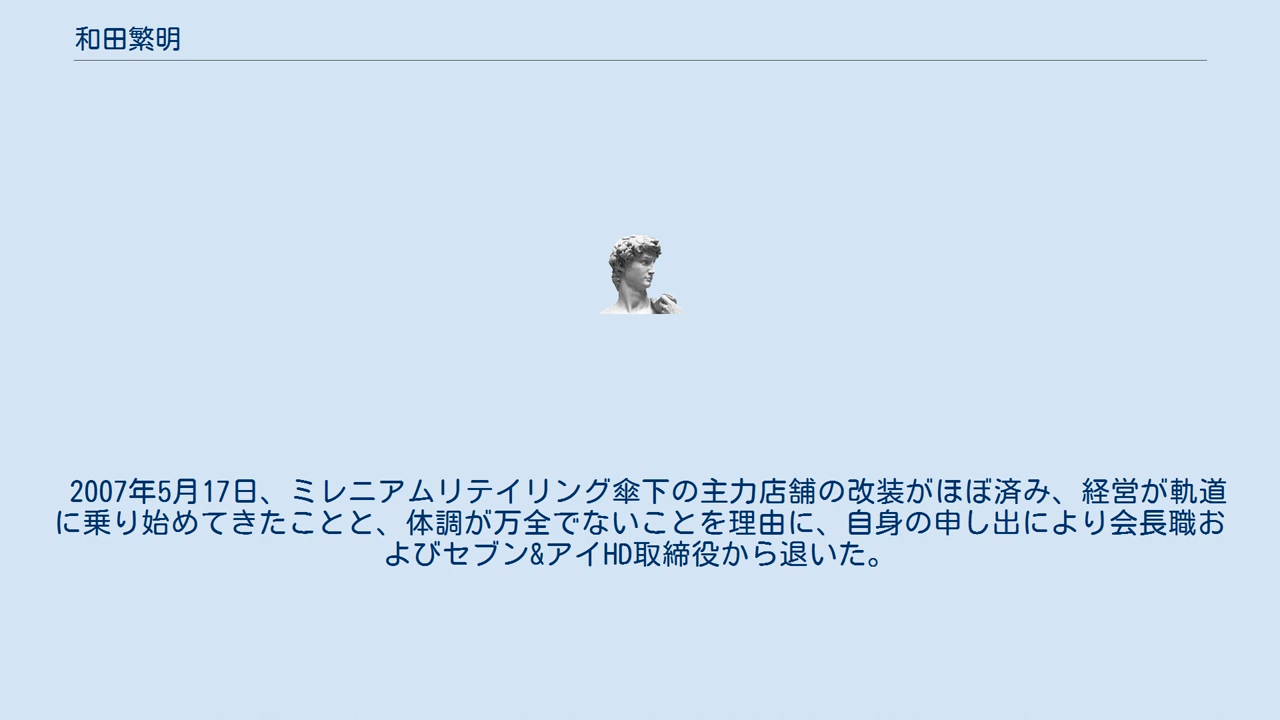 和田繁明
2007年5月17日、ミレニアムリテイリング傘下の主力店舗の改装がほぼ済み、経営が軌道
に乗り始めてきたことと、体調が万全でないことを理由に、自身の申し出により会長職お
よびセブン&アイHD取締役から退いた。